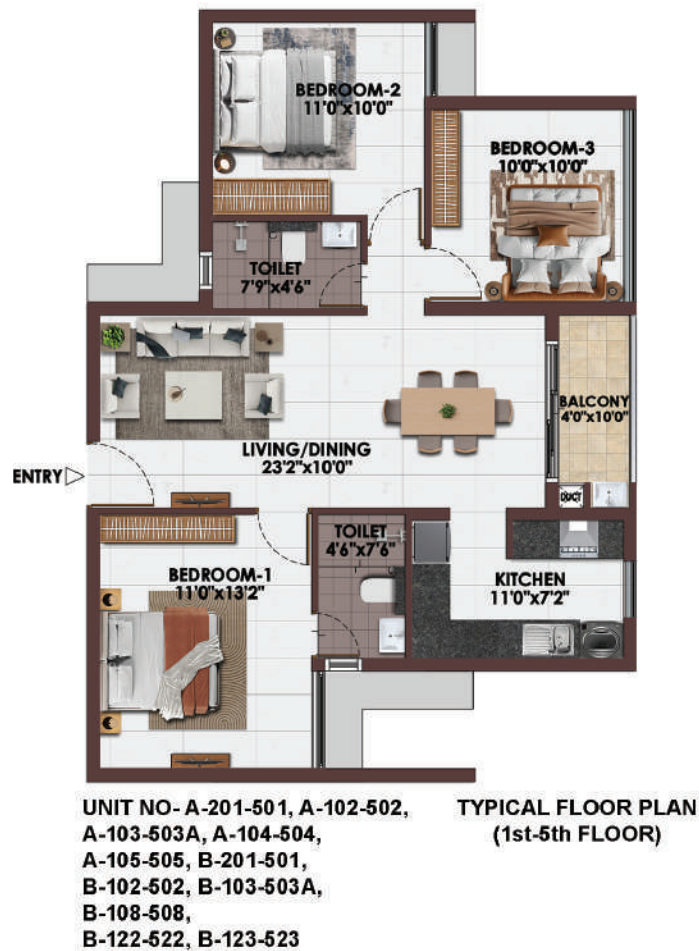 BEDROOM-2
11'0"x10'0"
BEDROOM-3
10'0"x10'0"
TOILET
7'9"x4'6"
BALCONY
4'0"x10'0"
LIVING/DINING
23'2"x10'0"
ENTRY
DUCT
TOILET
4'6"x7'6"
BEDROOM-1
11'0"x13'2"
KITCHEN
11'0"x7'2"
UNIT NO- A-201-501, A-102-502,
A-103-503A, A-104-504,
A-105-505, B-201-501,
B-102-502, B-103-503A,
B-108-508,
B-122-522, B-123-523
TYPICAL FLOOR PLAN
(1st-5th FLOOR)